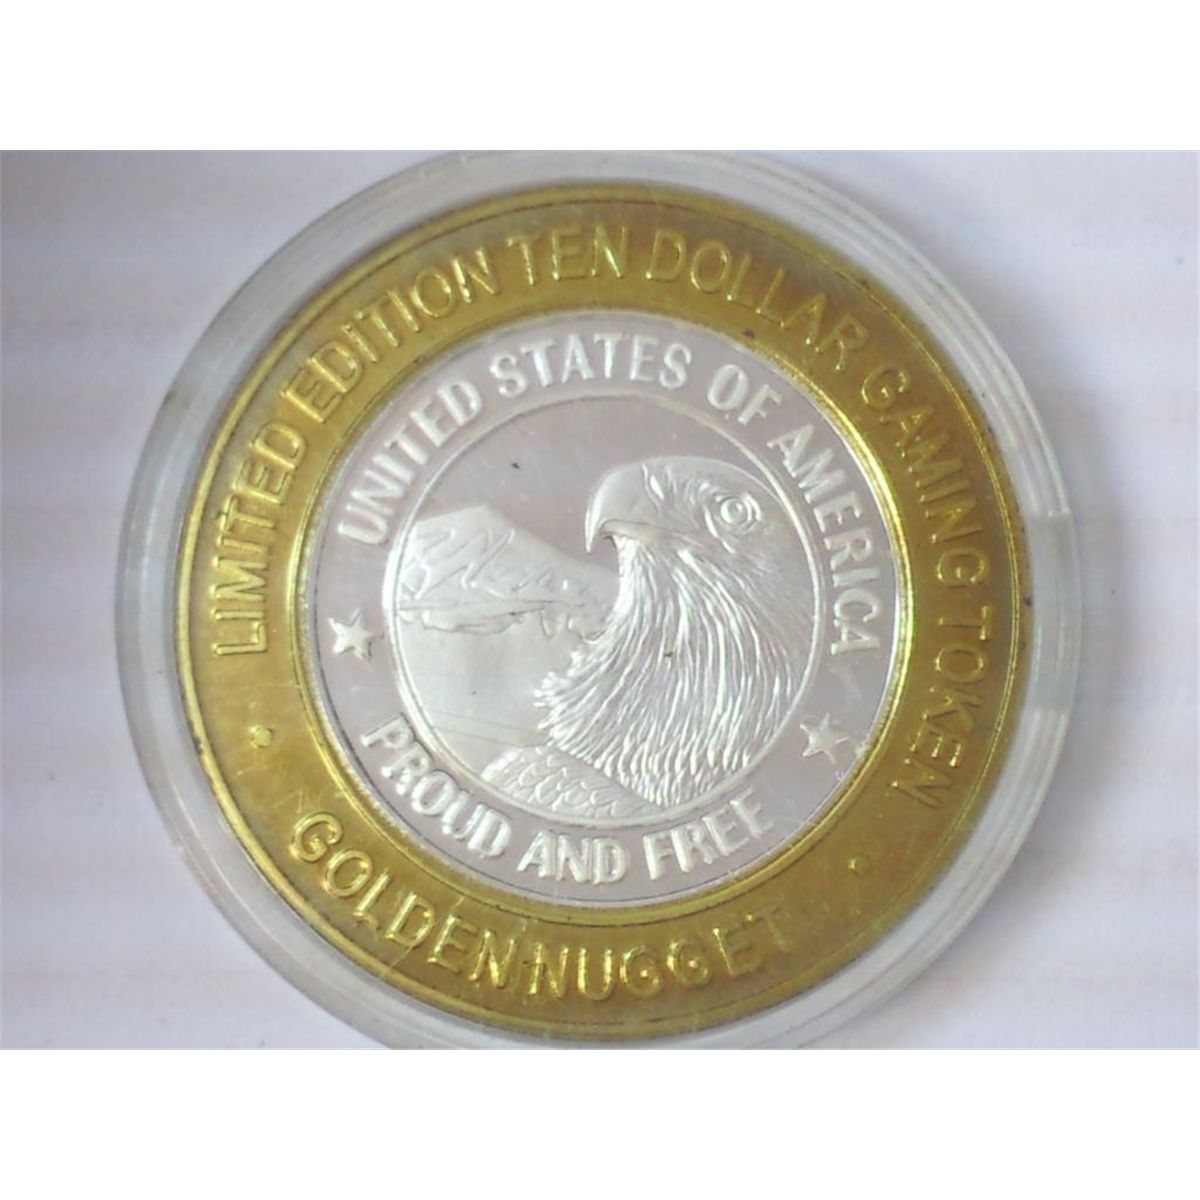 LIMITED EDITION TEN DOLLAR GAMING TOKEN
GOLDEN NUGGET
UNITED STATES OF AMERICA
PROUD AND FREE